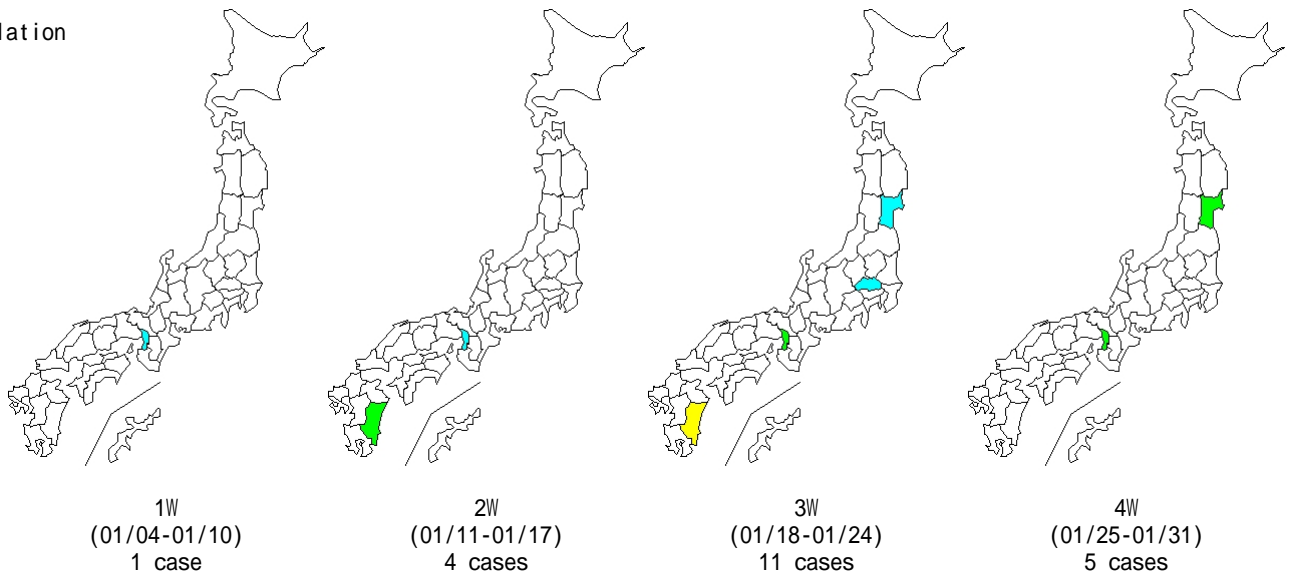 lation
1W
(01/04-01/10)
1 case
2W
(01/11-01/17)
4 cases
3W
(01/18-01/24)
11 cases
4W
(01/25-01/31)
5 cases